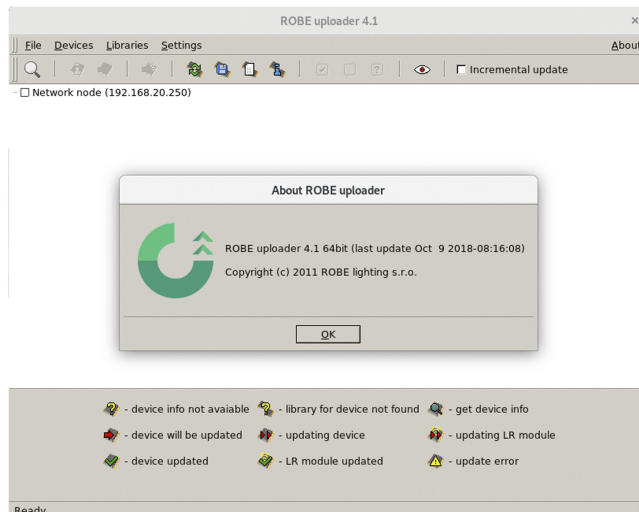 ROBE uploader 4.1
File Devices Libraries Settings About
Incremental update
Network node (192.168.20.250)
About ROBE uploader
ROBE uploader 4.1 64bit (last update Oct  9 2018-08:16:08)
Copyright (c) 2011 ROBE lighting s.r.o.
OK
- device info not avaiable - library for device not found - get device info
- device will be updated - updating device - updating LR module
- device updated - LR module updated - update error
Ready